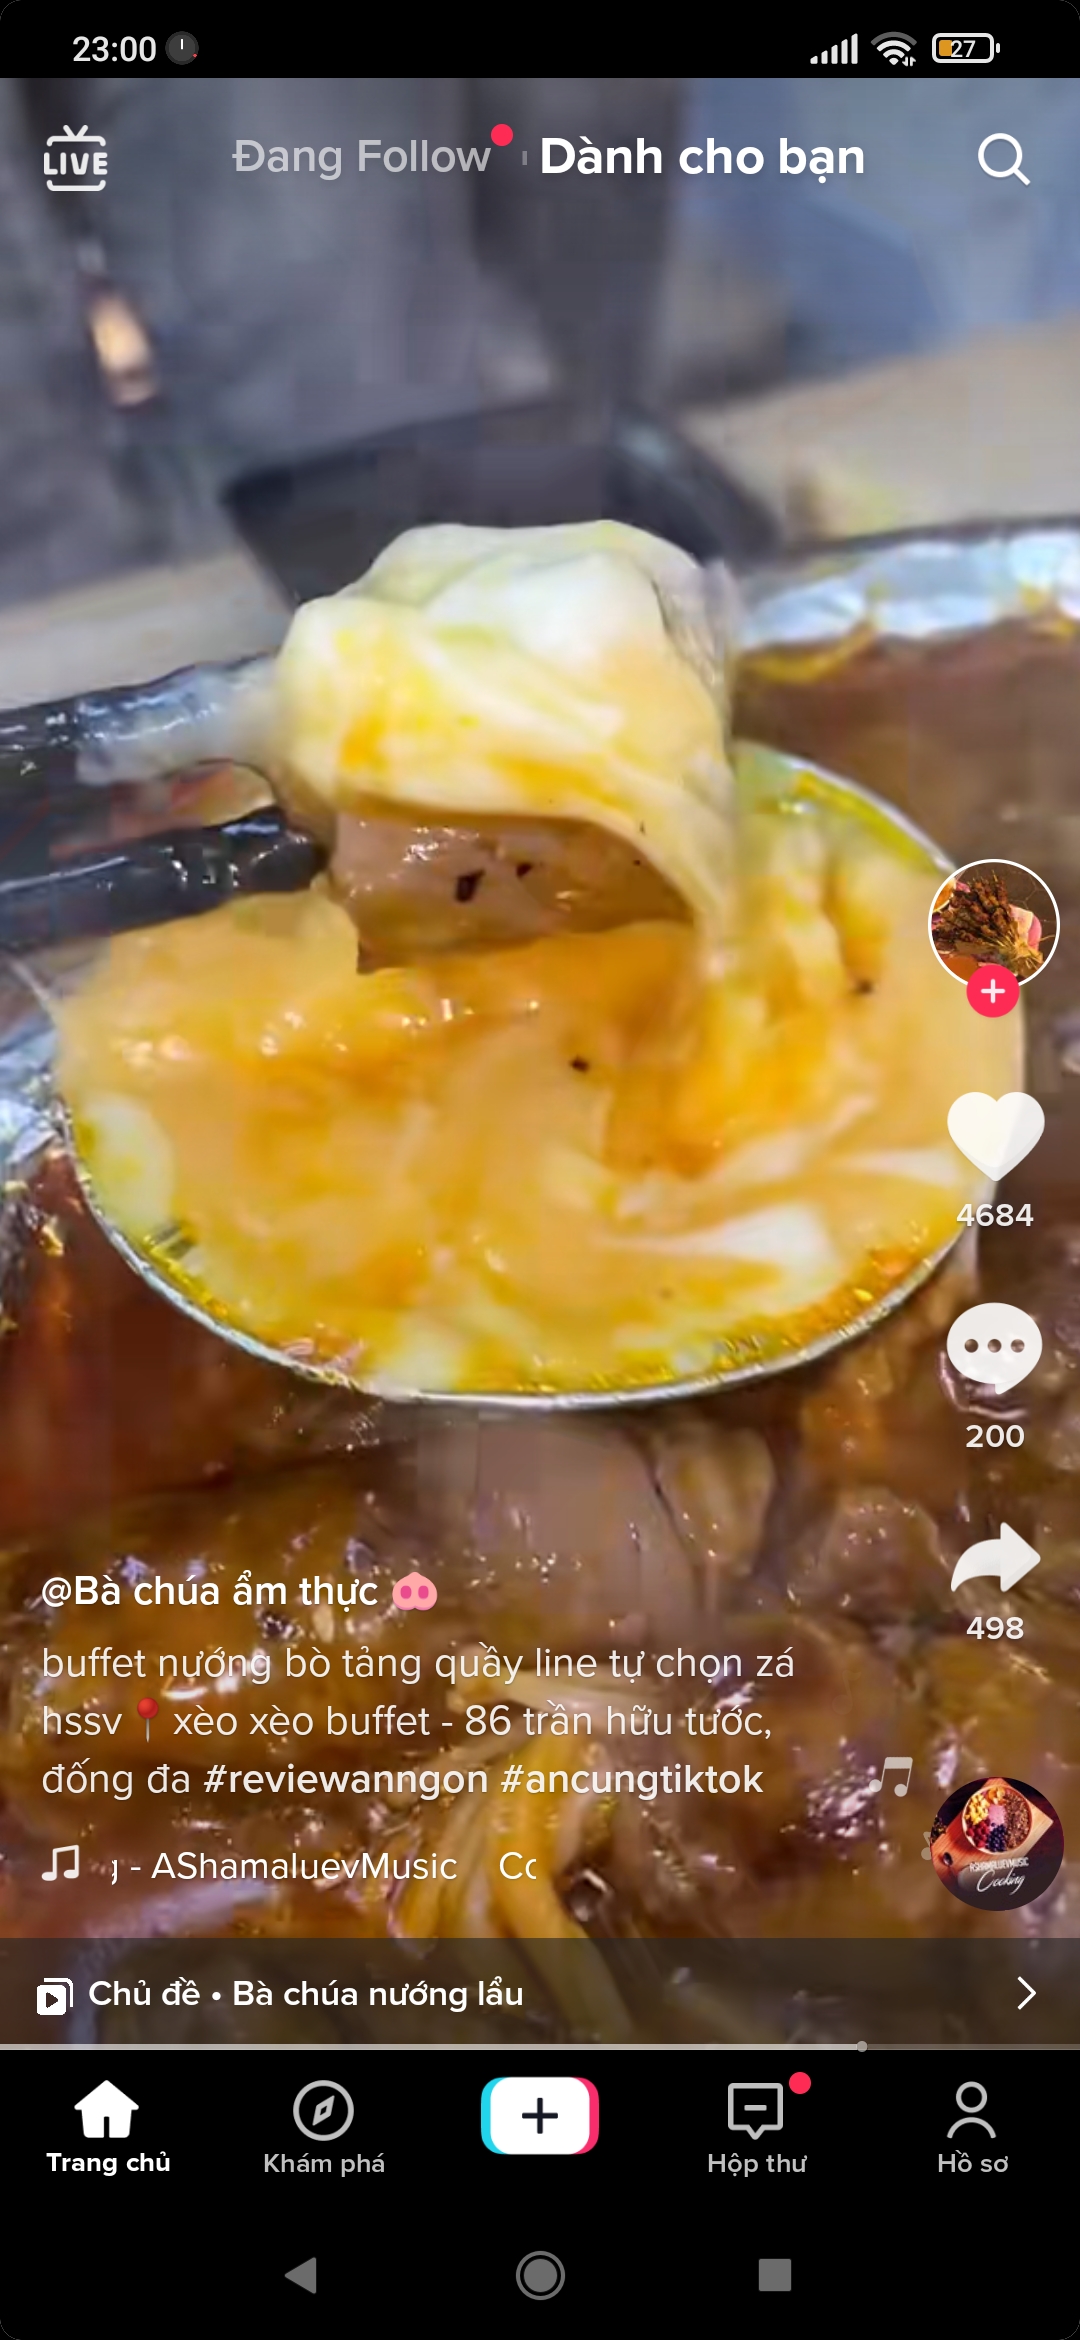 23:00
27
LIVE
Đang Follow
Dành cho bạn
4684
200
498
@Bà chúa ẩm thực
buffet nướng bò tảng quầy line tự chọn zá
hssv📍xèo xèo buffet - 86 trần hữu tước,
đống đa #reviewanngon #ancungtiktok
- AShamaluevMusic
ASHAMALUEVMUSIC
Cooking
Chủ đề • Bà chúa nướng lẩu
Trang chủ
Khám phá
Hộp thư
Hồ sơ